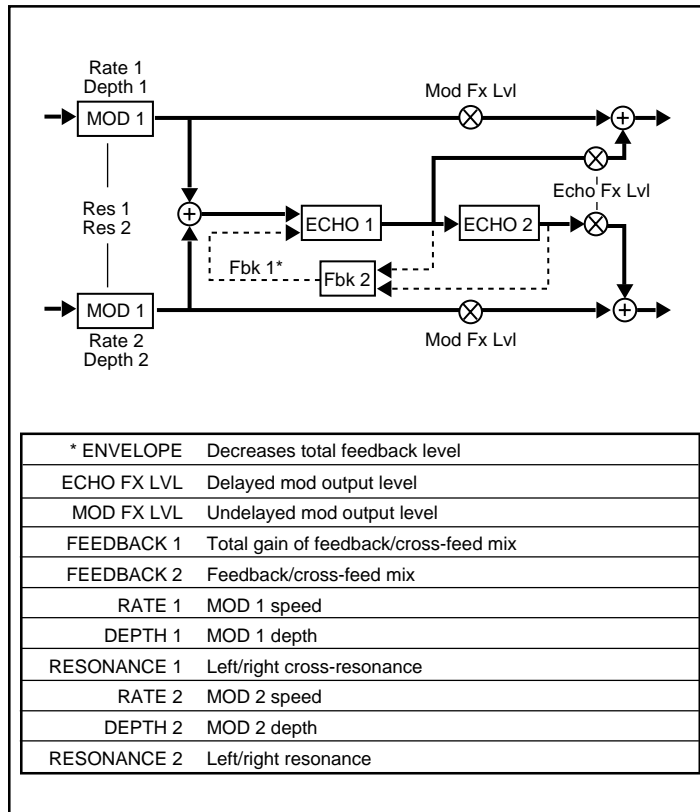 Rate 1
Depth 1
MOD 1
Mod Fx Lvl
+
Res 1
Res 2
+
ECHO 1
ECHO 2
Echo Fx Lvl
Fbk 1*
Fbk 2
MOD 1
Rate 2
Depth 2
Mod Fx Lvl
+
* ENVELOPE Decreases total feedback level
ECHO FX LVL Delayed mod output level
MOD FX LVL Undelayed mod output level
FEEDBACK 1 Total gain of feedback/cross-feed mix
FEEDBACK 2 Feedback/cross-feed mix
RATE 1 MOD 1 speed
DEPTH 1 MOD 1 depth
RESONANCE 1 Left/right cross-resonance
RATE 2 MOD 2 speed
DEPTH 2 MOD 2 depth
RESONANCE 2 Left/right resonance